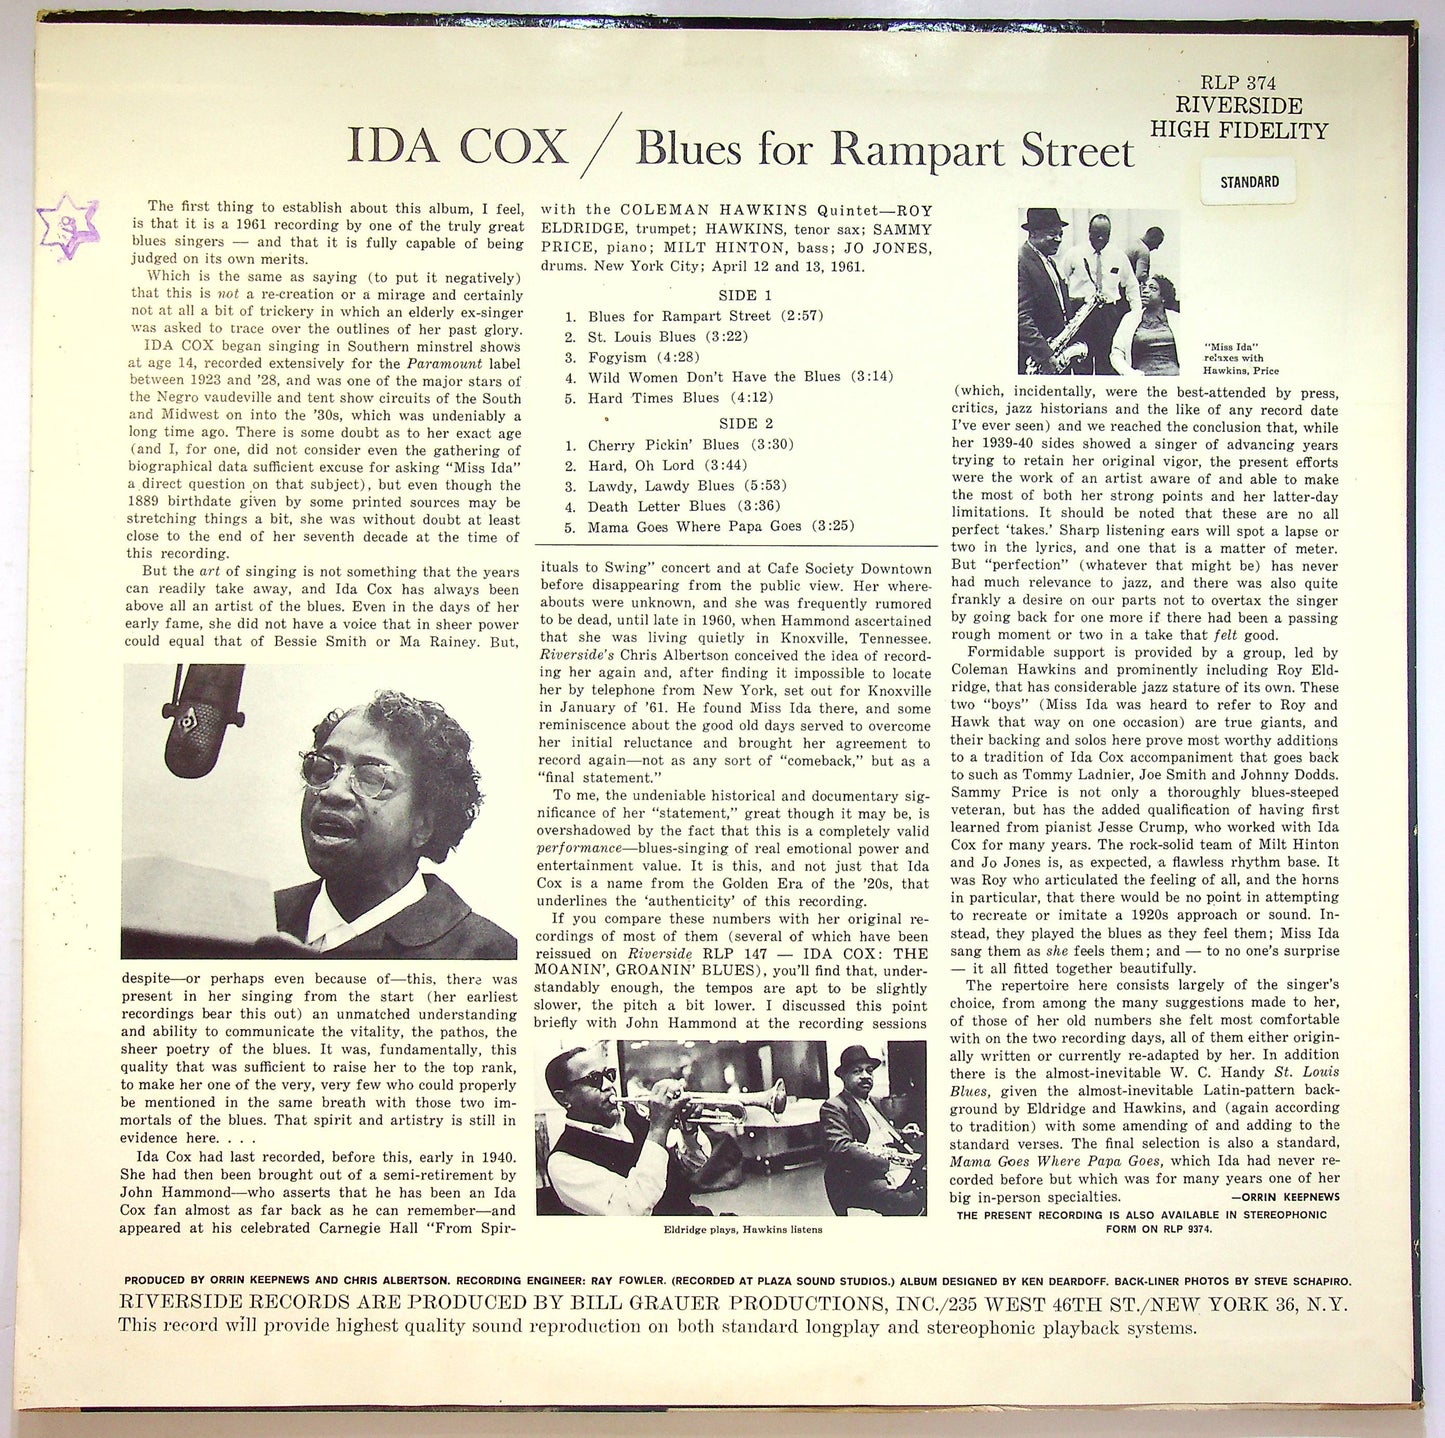 RLP 374
RIVERSIDE
HIGH FIDELITY
IDA COX / Blues for Rampart Street
STANDARD
The first thing to establish about this album, I feel,
is that it is a 1961 recording by one of the truly great
blues singers — and that it is fully capable of being
judged on its own merits.
Which is the same as saying (to put it negatively)
that this is not a re-creation or a mirage and certainly
not at all a bit of trickery in which an elderly ex-singer
was asked to trace over the outlines of her past glory.
IDA COX began singing in Southern minstrel shows
at age 14, recorded extensively for the Paramount label
between 1923 and '28, and was one of the major stars of
the Negro vaudeville and tent show circuits of the South
and Midwest on into the '30s, which was undeniably a
long time ago. There is some doubt as to her exact age
(and I, for one, did not consider even the gathering of
biographical data sufficient excuse for asking "Miss Ida"
a direct question on that subject), but even though the
1889 birthdate given by some printed sources may be
stretching things a bit, she was without doubt at least
close to the end of her seventh decade at the time of
this recording.
But the art of singing is not something that the years
can readily take away, and Ida Cox has always been
above all an artist of the blues. Even in the days of her
early fame, she did not have a voice that in sheer power
could equal that of Bessie Smith or Ma Rainey. But,
despite—or perhaps even because of—this, there was
present in her singing from the start (her earliest
recordings bear this out) an unmatched understanding
and ability to communicate the vitality, the pathos, the
sheer poetry of the blues. It was, fundamentally, this
quality that was sufficient to raise her to the top rank,
to make her one of the very, very few who could properly
be mentioned in the same breath with those two im-
mortals of the blues. That spirit and artistry is still in
evidence here. . . .
Ida Cox had last recorded, before this, early in 1940.
She had then been brought out of a semi-retirement by
John Hammond—who asserts that he has been an Ida
Cox fan almost as far back as he can remember—and
appeared at his celebrated Carnegie Hall "From Spir-
with the COLEMAN HAWKINS Quintet—ROY
ELDRIDGE, trumpet; HAWKINS, tenor sax; SAMMY
PRICE, piano; MILT HINTON, bass; JO JONES,
drums. New York City; April 12 and 13, 1961.
SIDE 1
1. Blues for Rampart Street (2:57)
2. St. Louis Blues (3:22)
3. Fogyism (4:28)
4. Wild Women Don't Have the Blues (3:14)
5. Hard Times Blues (4:12)
SIDE 2
1. Cherry Pickin' Blues (3:30)
2. Hard, Oh Lord (3:44)
3. Lawdy, Lawdy Blues (5:53)
4. Death Letter Blues (3:36)
5. Mama Goes Where Papa Goes (3:25)
ituals to Swing" concert and at Cafe Society Downtown
before disappearing from the public view. Her where-
abouts were unknown, and she was frequently rumored
to be dead, until late in 1960, when Hammond ascertained
that she was living quietly in Knoxville, Tennessee.
Riverside's Chris Albertson conceived the idea of record-
ing her again and, after finding it impossible to locate
her by telephone from New York, set out for Knoxville
in January of '61. He found Miss Ida there, and some
reminiscence about the good old days served to overcome
her initial reluctance and brought her agreement to
record again—not as any sort of "comeback," but as a
"final statement."
To me, the undeniable historical and documentary sig-
nificance of her "statement," great though it may be, is
overshadowed by the fact that this is a completely valid
performance—blues-singing of real emotional power and
entertainment value. It is this, and not just that Ida
Cox is a name from the Golden Era of the '20s, that
underlines the 'authenticity' of this recording.
If you compare these numbers with her original re-
cordings of most of them (several of which have been
reissued on Riverside RLP 147 — IDA COX: THE
MOANIN', GROANIN' BLUES), you'll find that, under-
standably enough, the tempos are apt to be slightly
slower, the pitch a bit lower. I discussed this point
briefly with John Hammond at the recording sessions
Eldridge plays, Hawkins listens
"Miss Ida"
relaxes with
Hawkins, Price
(which, incidentally, were the best-attended by press,
critics, jazz historians and the like of any record date
I've ever seen) and we reached the conclusion that, while
her 1939-40 sides showed a singer of advancing years
trying to retain her original vigor, the present efforts
were the work of an artist aware of and able to make
the most of both her strong points and her latter-day
limitations. It should be noted that these are no all
perfect 'takes.' Sharp listening ears will spot a lapse or
two in the lyrics, and one that is a matter of meter.
But "perfection" (whatever that might be) has never
had much relevance to jazz, and there was also quite
frankly a desire on our parts not to overtax the singer
by going back for one more if there had been a passing
rough moment or two in a take that felt good.
Formidable support is provided by a group, led by
Coleman Hawkins and prominently including Roy Eld-
ridge, that has considerable jazz stature of its own. These
two "boys" (Miss Ida was heard to refer to Roy and
Hawk that way on one occasion) are true giants, and
their backing and solos here prove most worthy additions
to a tradition of Ida Cox accompaniment that goes back
to such as Tommy Ladnier, Joe Smith and Johnny Dodds.
Sammy Price is not only a thoroughly blues-steeped
veteran, but has the added qualification of having first
learned from pianist Jesse Crump, who worked with Ida
Cox for many years. The rock-solid team of Milt Hinton
and Jo Jones is, as expected, a flawless rhythm base. It
was Roy who articulated the feeling of all, and the horns
in particular, that there would be no point in attempting
to recreate or imitate a 1920s approach or sound. In-
stead, they played the blues as they feel them; Miss Ida
sang them as she feels them; and — to no one's surprise
— it all fitted together beautifully.
The repertoire here consists largely of the singer's
choice, from among the many suggestions made to her,
of those of her old numbers she felt most comfortable
with on the two recording days, all of them either origin-
ally written or currently re-adapted by her. In addition
there is the almost-inevitable W. C. Handy St. Louis
Blues, given the almost-inevitable Latin-pattern back-
ground by Eldridge and Hawkins, and (again according
to tradition) with some amending of and adding to the
standard verses. The final selection is also a standard,
Mama Goes Where Papa Goes, which Ida had never re-
corded before but which was for many years one of her
big in-person specialties. —ORRIN KEEPNEWS
THE PRESENT RECORDING IS ALSO AVAILABLE IN STEREOPHONIC
FORM ON RLP 9374.
PRODUCED BY ORRIN KEEPNEWS AND CHRIS ALBERTSON. RECORDING ENGINEER: RAY FOWLER. (RECORDED AT PLAZA SOUND STUDIOS.) ALBUM DESIGNED BY KEN DEARDOFF. BACK-LINER PHOTOS BY STEVE SCHAPIRO.
RIVERSIDE RECORDS ARE PRODUCED BY BILL GRAUER PRODUCTIONS, INC./235 WEST 46TH ST./NEW YORK 36, N.Y.
This record will provide highest quality sound reproduction on both standard longplay and stereophonic playback systems.